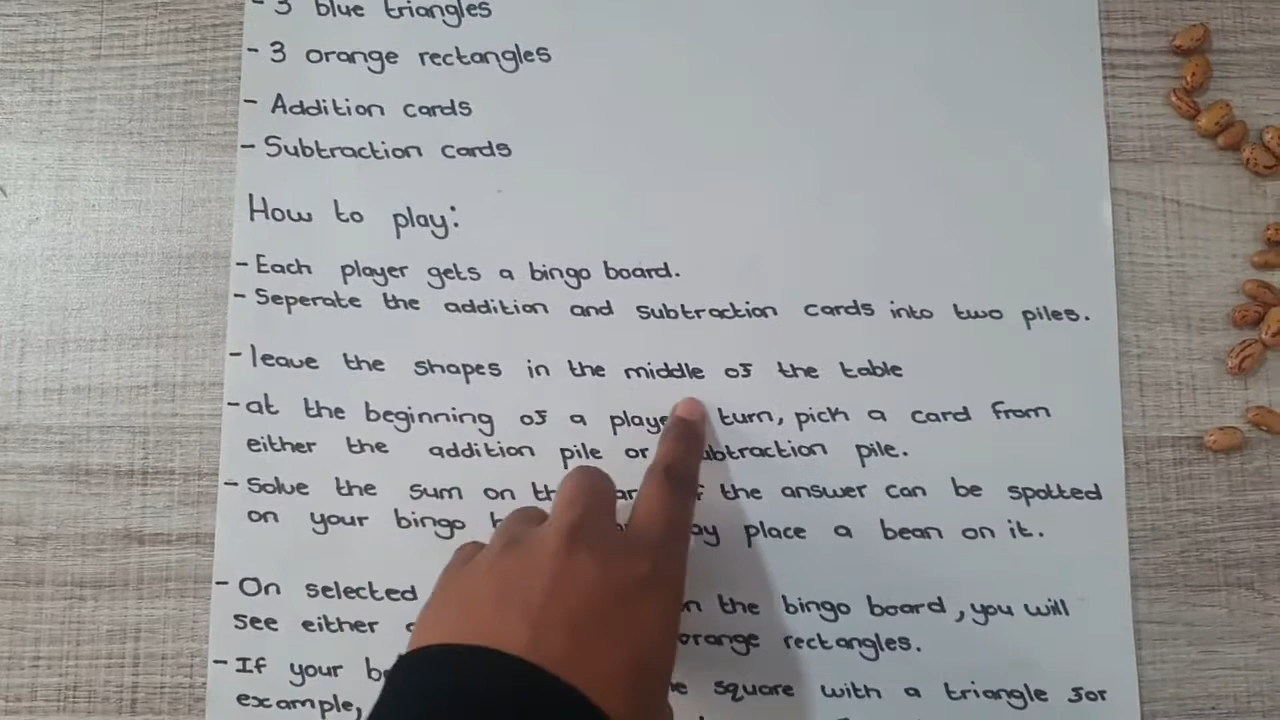 - 3 blue triangles
- 3 orange rectangles
- Addition cards
- Subtraction cards
How to play:
- Each player gets a bingo board.
- Seperate the addition and subtraction cards into two piles.
- leave the shapes in the middle of the table
- at the beginning of a turn, pick a card from
either the addition pile or subtraction pile.
- Solve the sum on the answer can be spotted
on your bingo place a bean on it.
- On selected the bingo board, you will
see either orange rectangles.
- If your square with a triangle for
example,